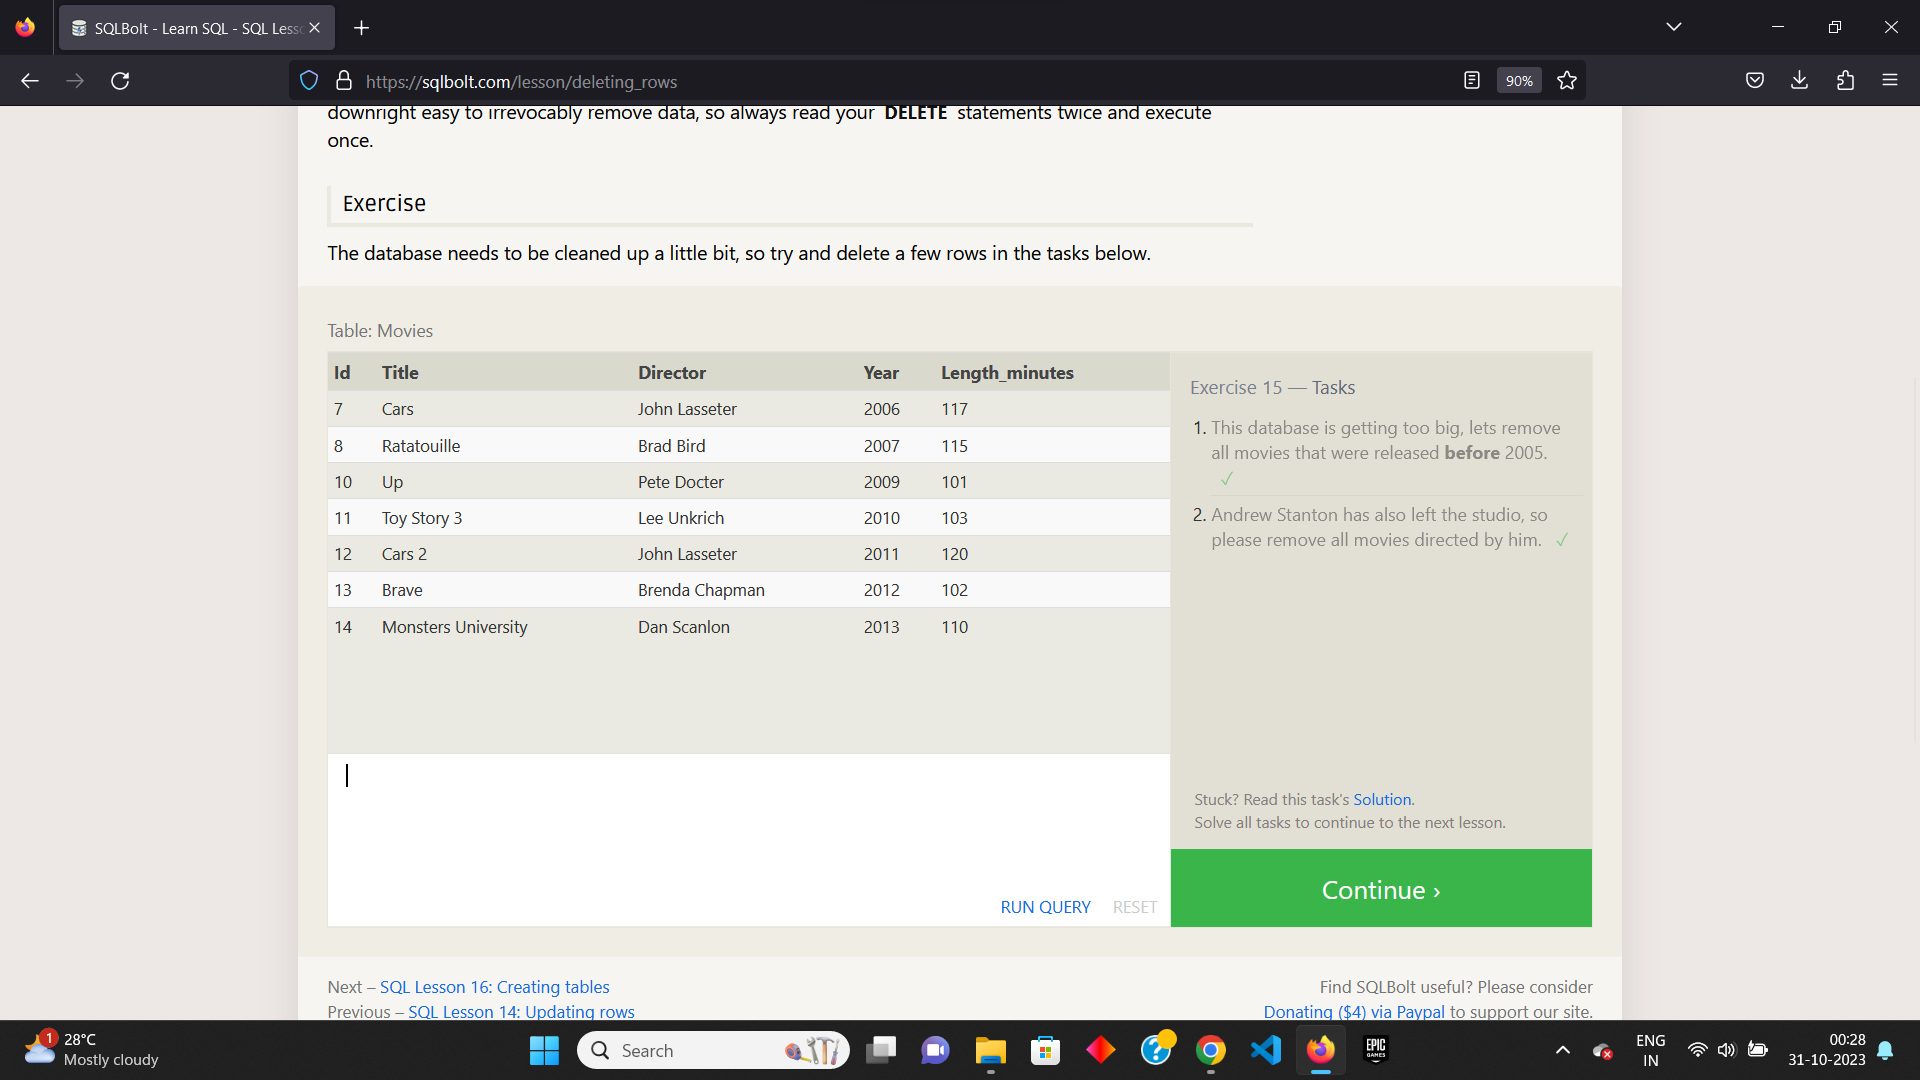 SQLBolt - Learn SQL - SQL Less
https://sqlbolt.com/lesson/deleting_rows
90%
downright easy to irrevocably remove data, so always read your DELETE statements twice and execute
once.
Exercise
The database needs to be cleaned up a little bit, so try and delete a few rows in the tasks below.
Table: Movies
Id Title Director Year Length_minutes
7 Cars John Lasseter 2006 117
8 Ratatouille Brad Bird 2007 115
10 Up Pete Docter 2009 101
11 Toy Story 3 Lee Unkrich 2010 103
12 Cars 2 John Lasseter 2011 120
13 Brave Brenda Chapman 2012 102
14 Monsters University Dan Scanlon 2013 110
RUN QUERY RESET
Exercise 15 — Tasks
1. This database is getting too big, lets remove
all movies that were released before 2005.
✓
2. Andrew Stanton has also left the studio, so
please remove all movies directed by him. ✓
Stuck? Read this task's Solution.
Solve all tasks to continue to the next lesson.
Continue ›
Next – SQL Lesson 16: Creating tables
Previous – SQL Lesson 14: Updating rows
Find SQLBolt useful? Please consider
Donating ($4) via Paypal to support our site.
1
28°C
Mostly cloudy
Search
EPIC
GAMES
ENG
IN
00:28
31-10-2023